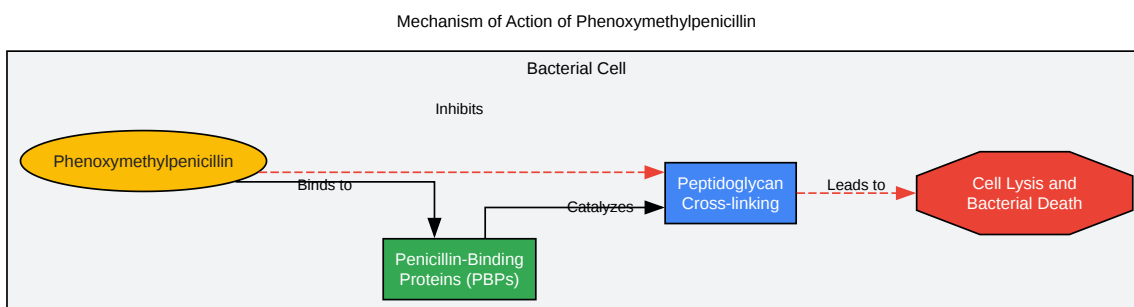 Mechanism of Action of Phenoxymethylpenicillin
Bacterial Cell
Inhibits
Phenoxymethylpenicillin
Binds to
Catalyzes
Peptidoglycan
Cross-linking
Leads to
Cell Lysis and
Bacterial Death
Penicillin-Binding
Proteins (PBPs)